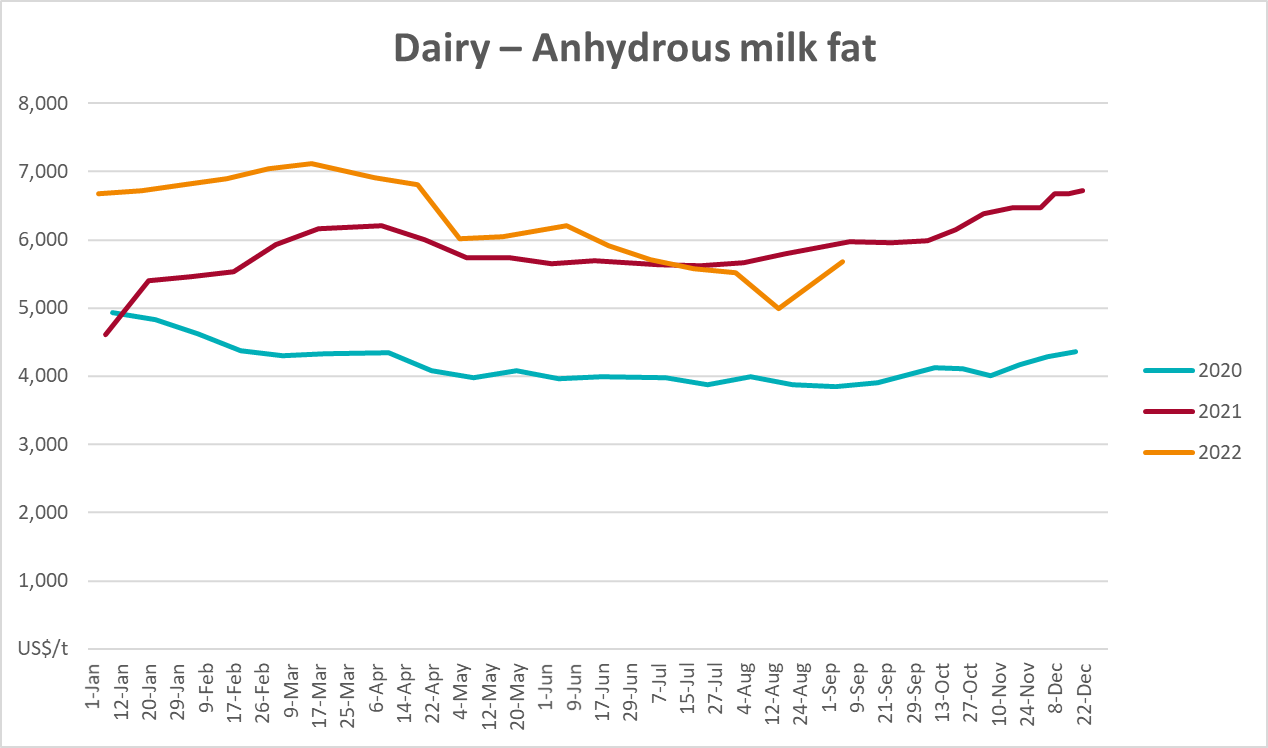 Dairy – Anhydrous milk fat
8,000
7,000
6,000
5,000
4,000
3,000
2,000
1,000
US$/t
1-Jan
12-Jan
20-Jan
29-Jan
9-Feb
17-Feb
26-Feb
9-Mar
17-Mar
25-Mar
6-Apr
14-Apr
22-Apr
4-May
12-May
20-May
1-Jun
9-Jun
17-Jun
29-Jun
7-Jul
15-Jul
27-Jul
4-Aug
12-Aug
24-Aug
1-Sep
9-Sep
21-Sep
29-Sep
13-Oct
27-Oct
10-Nov
24-Nov
8-Dec
22-Dec
2020
2021
2022